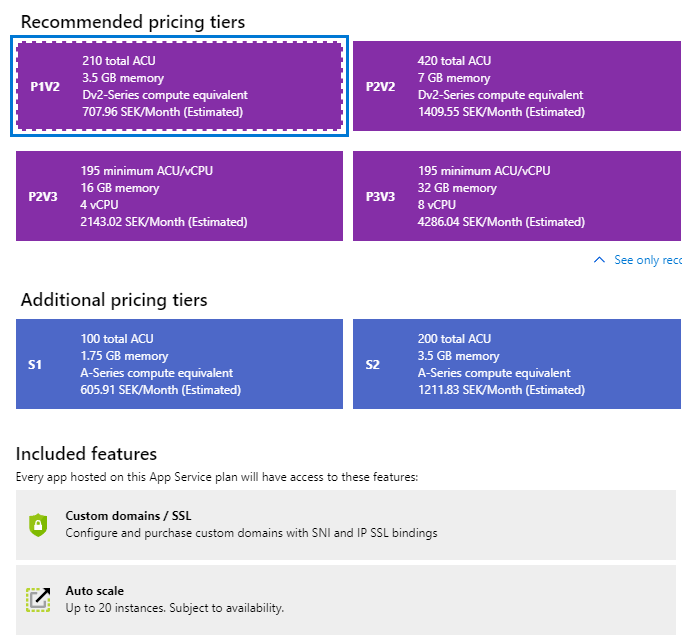 Recommended pricing tiers
P1V2
210 total ACU
3.5 GB memory
Dv2-Series compute equivalent
707.96 SEK/Month (Estimated)
P2V2
420 total ACU
7 GB memory
Dv2-Series compute equivalent
1409.55 SEK/Month (Estimated)
P2V3
195 minimum ACU/vCPU
16 GB memory
4 vCPU
2143.02 SEK/Month (Estimated)
P3V3
195 minimum ACU/vCPU
32 GB memory
8 vCPU
4286.04 SEK/Month (Estimated)
See only reco
Additional pricing tiers
S1
100 total ACU
1.75 GB memory
A-Series compute equivalent
605.91 SEK/Month (Estimated)
S2
200 total ACU
3.5 GB memory
A-Series compute equivalent
1211.83 SEK/Month (Estimated)
Included features
Every app hosted on this App Service plan will have access to these features:
Custom domains / SSL
Configure and purchase custom domains with SNI and IP SSL bindings
Auto scale
Up to 20 instances. Subject to availability.